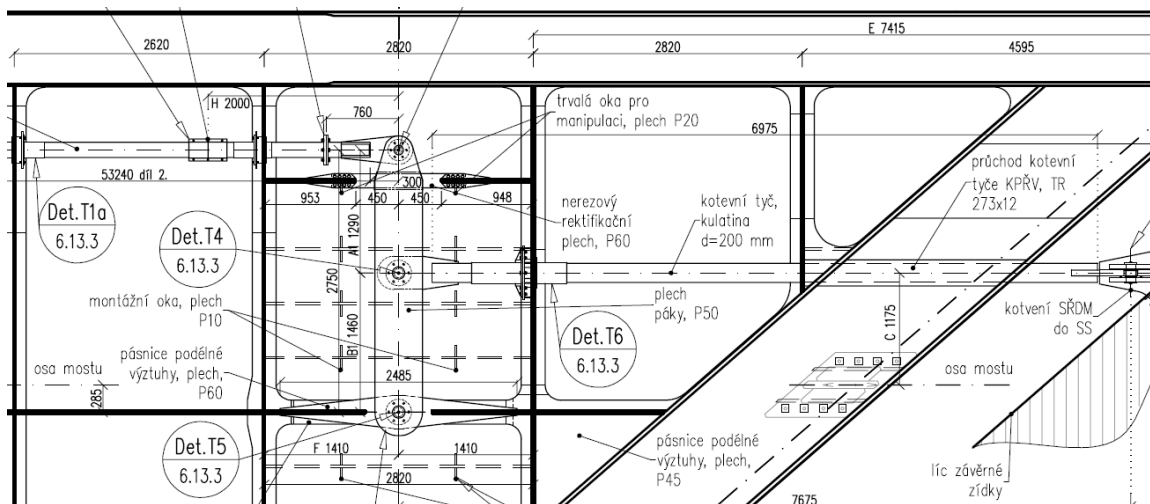 E 7415
2620
2820
2820
4595
H 2000
760
trvalá oka pro
manipulaci, plech P20
6975
průchod kotevní
tyče KPŘV, TR
273x12
53240 díl 2.
300
953
450
450
948
nerezový
rektifikační
plech, P60
kotevní tyč,
kulatina
d=200 mm
Det.T1a
6.13.3
Det.T4
6.13.3
A1 1290
2750
montážní oka, plech
P10
plech
páky, P50
C 1175
kotvení SŘDM
do SS
B1 1460
Det.T6
6.13.3
pásnice podélné
výztuhy, plech,
P60
osa mostu
2485
osa mostu
285
Det.T5
6.13.3
F 1410
1410
2820
pásnice podélné
výztuhy, plech,
P45
líc závěrné
zídky
7675